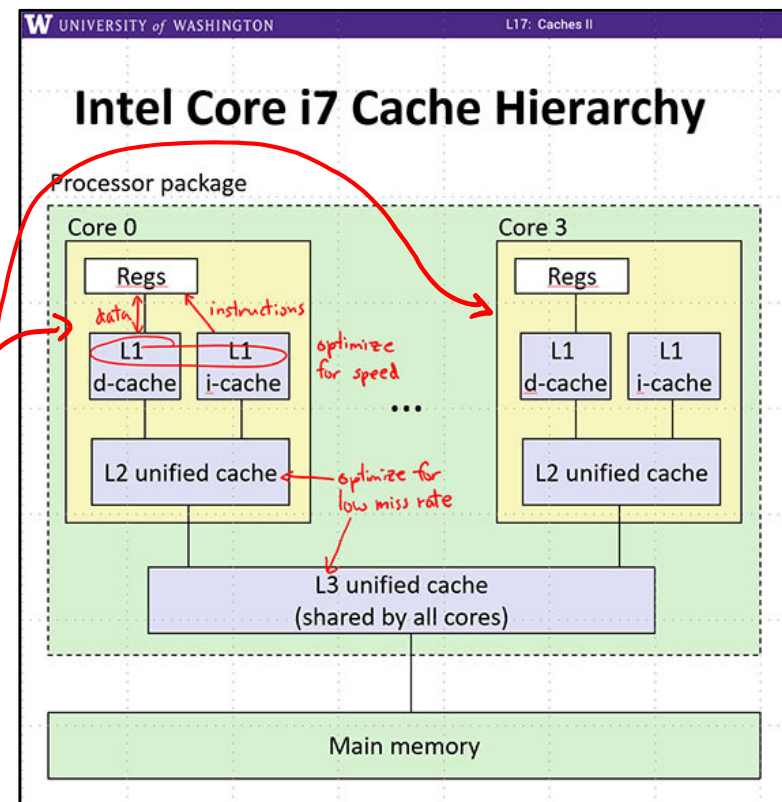 W UNIVERSITY of WASHINGTON
L17: Caches II
Intel Core i7 Cache Hierarchy
Processor package
Core 0
Core 3
Regs
Regs
data
instructions
L1
d-cache
L1
i-cache
optimize
for speed
...
L1
d-cache
L1
i-cache
L2 unified cache
optimize for
low miss rate
L2 unified cache
L3 unified cache
(shared by all cores)
Main memory